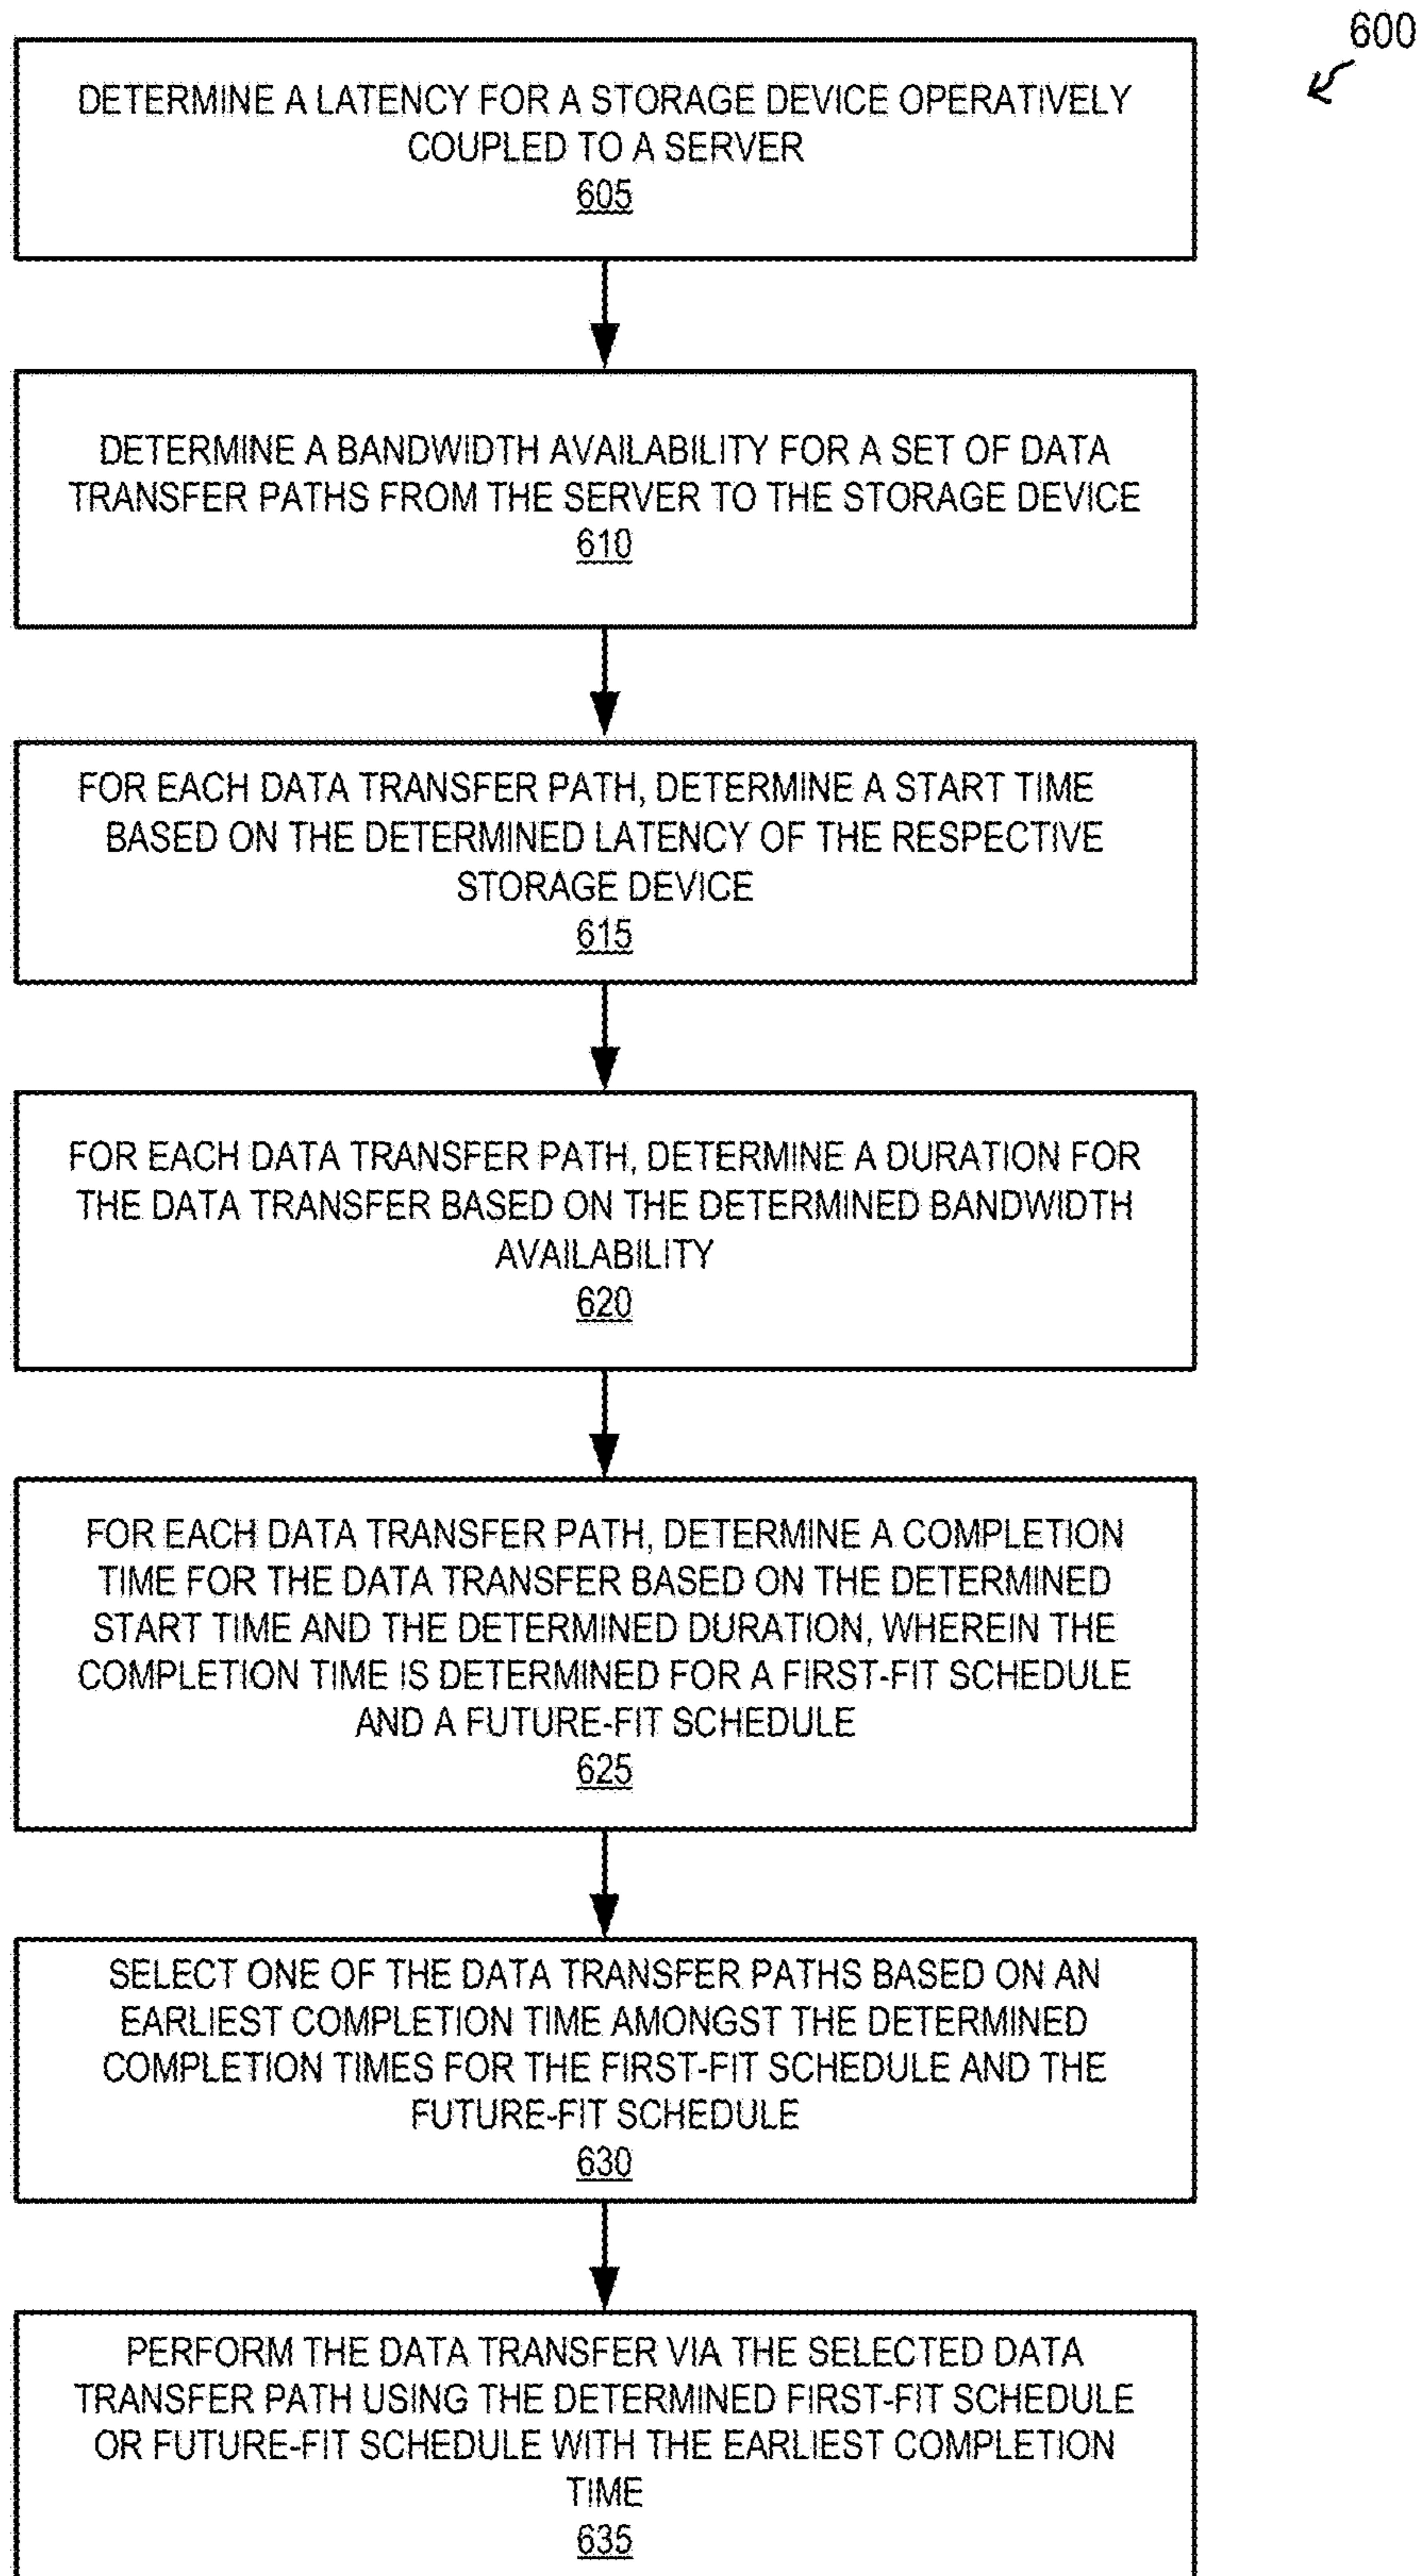 600
DETERMINE A LATENCY FOR A STORAGE DEVICE OPERATIVELY
COUPLED TO A SERVER
605
DETERMINE A BANDWIDTH AVAILABILITY FOR A SET OF DATA
TRANSFER PATHS FROM THE SERVER TO THE STORAGE DEVICE
610
FOR EACH DATA TRANSFER PATH, DETERMINE A START TIME
BASED ON THE DETERMINED LATENCY OF THE RESPECTIVE
STORAGE DEVICE
615
FOR EACH DATA TRANSFER PATH, DETERMINE A DURATION FOR
THE DATA TRANSFER BASED ON THE DETERMINED BANDWIDTH
AVAILABILITY
620
FOR EACH DATA TRANSFER PATH, DETERMINE A COMPLETION
TIME FOR THE DATA TRANSFER BASED ON THE DETERMINED
START TIME AND THE DETERMINED DURATION, WHEREIN THE
COMPLETION TIME IS DETERMINED FOR A FIRST-FIT SCHEDULE
AND A FUTURE-FIT SCHEDULE
625
SELECT ONE OF THE DATA TRANSFER PATHS BASED ON AN
EARLIEST COMPLETION TIME AMONGST THE DETERMINED
COMPLETION TIMES FOR THE FIRST-FIT SCHEDULE AND THE
FUTURE-FIT SCHEDULE
630
PERFORM THE DATA TRANSFER VIA THE SELECTED DATA
TRANSFER PATH USING THE DETERMINED FIRST-FIT SCHEDULE
OR FUTURE-FIT SCHEDULE WITH THE EARLIEST COMPLETION
TIME
635